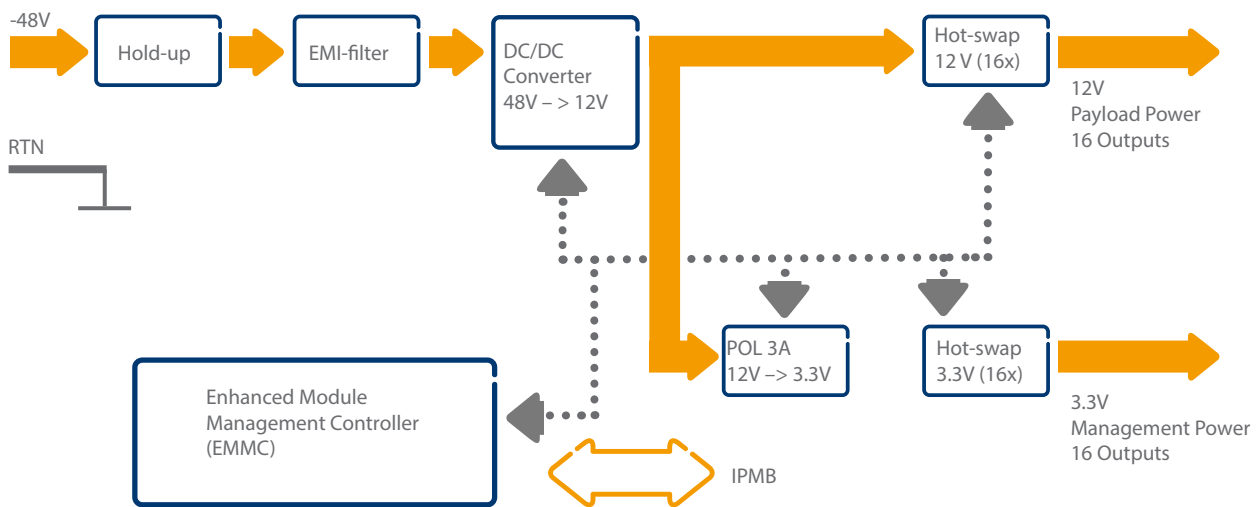 -48V
Hold-up
EMI-filter
DC/DC
Converter
48V – > 12V
Hot-swap
12 V (16x)
12V
Payload Power
16 Outputs
RTN
POL 3A
12V –> 3.3V
Hot-swap
3.3V (16x)
3.3V
Management Power
16 Outputs
Enhanced Module
Management Controller
(EMMC)
IPMB